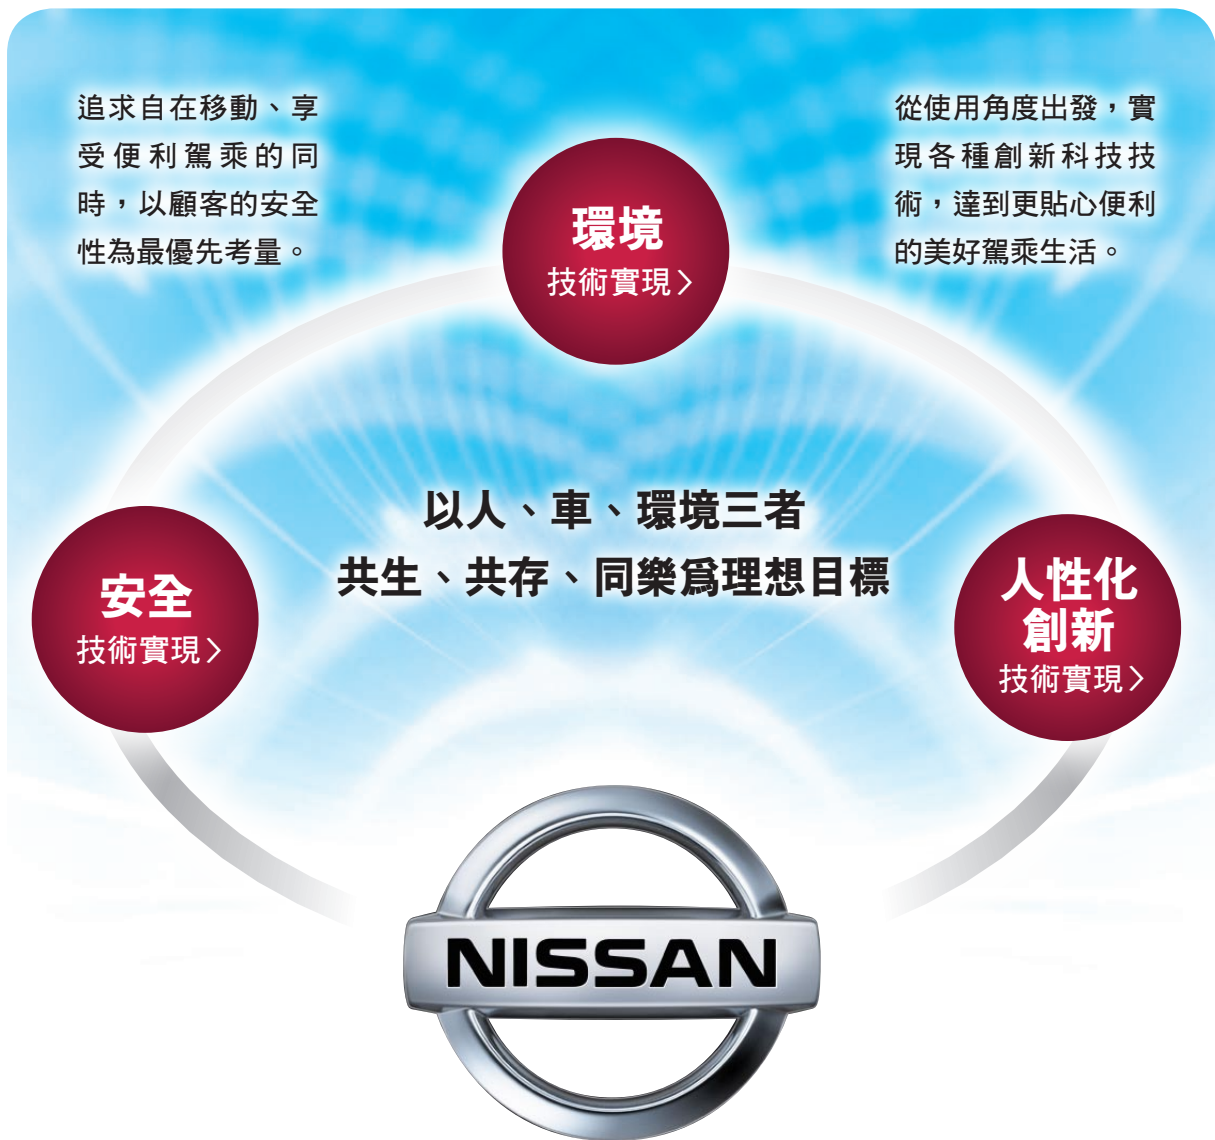 追求自在移動、享
受便利駕乘的同
時，以顧客的安全
性為最優先考量。
從使用角度出發，實
現各種創新科技技
術，達到更貼心便利
的美好駕乘生活。
環境
技術實現〉
以人、車、環境三者
共生、共存、同樂爲理想目標
安全
技術實現〉
人性化
創新
技術實現〉
NISSAN